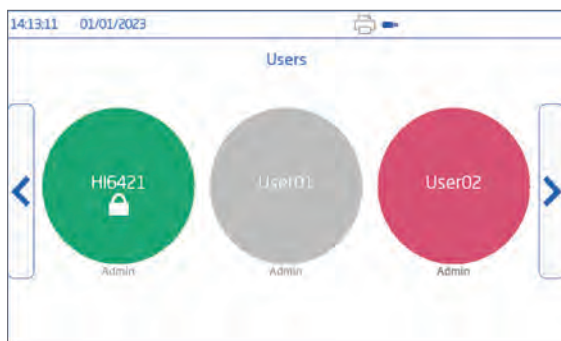 14:13:11 01/01/2023
Users
HI6421 User01 User02
Admin Admin Admin